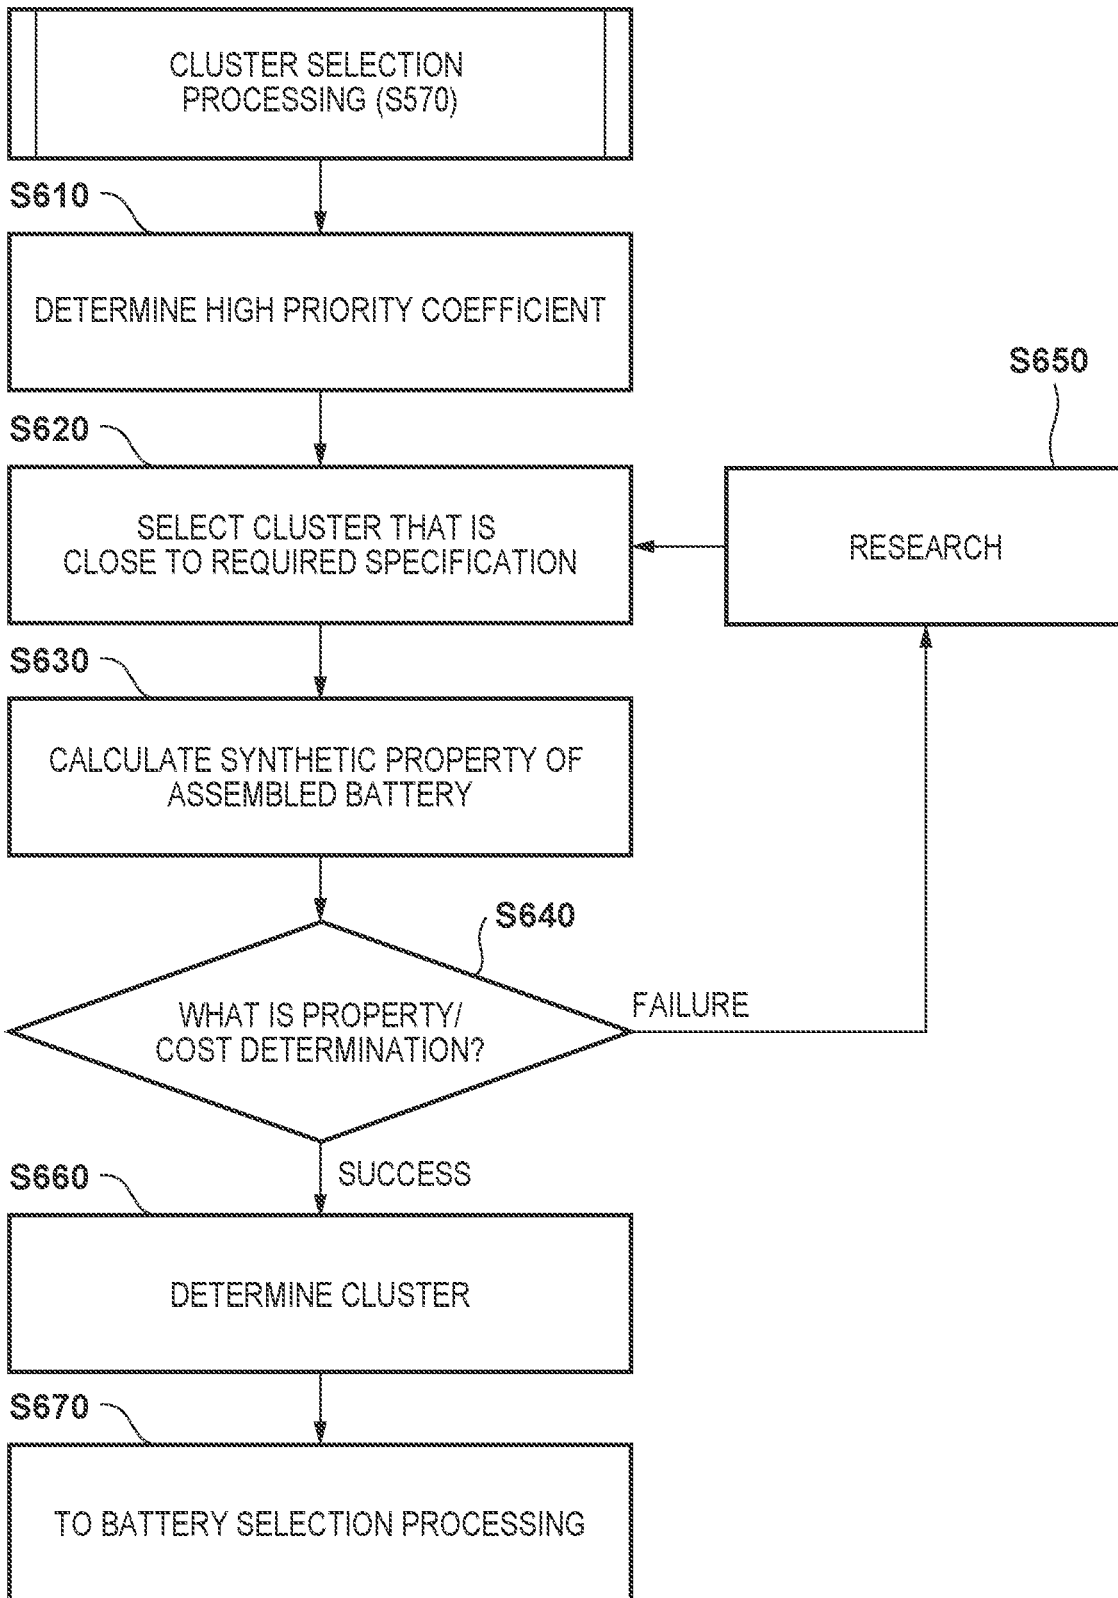 CLUSTER SELECTION
PROCESSING (S570)
S610
DETERMINE HIGH PRIORITY COEFFICIENT
S620
SELECT CLUSTER THAT IS
CLOSE TO REQUIRED SPECIFICATION
S650
RESEARCH
S630
CALCULATE SYNTHETIC PROPERTY OF
ASSEMBLED BATTERY
S640
WHAT IS PROPERTY/
COST DETERMINATION?
FAILURE
SUCCESS
S660
DETERMINE CLUSTER
S670
TO BATTERY SELECTION PROCESSING